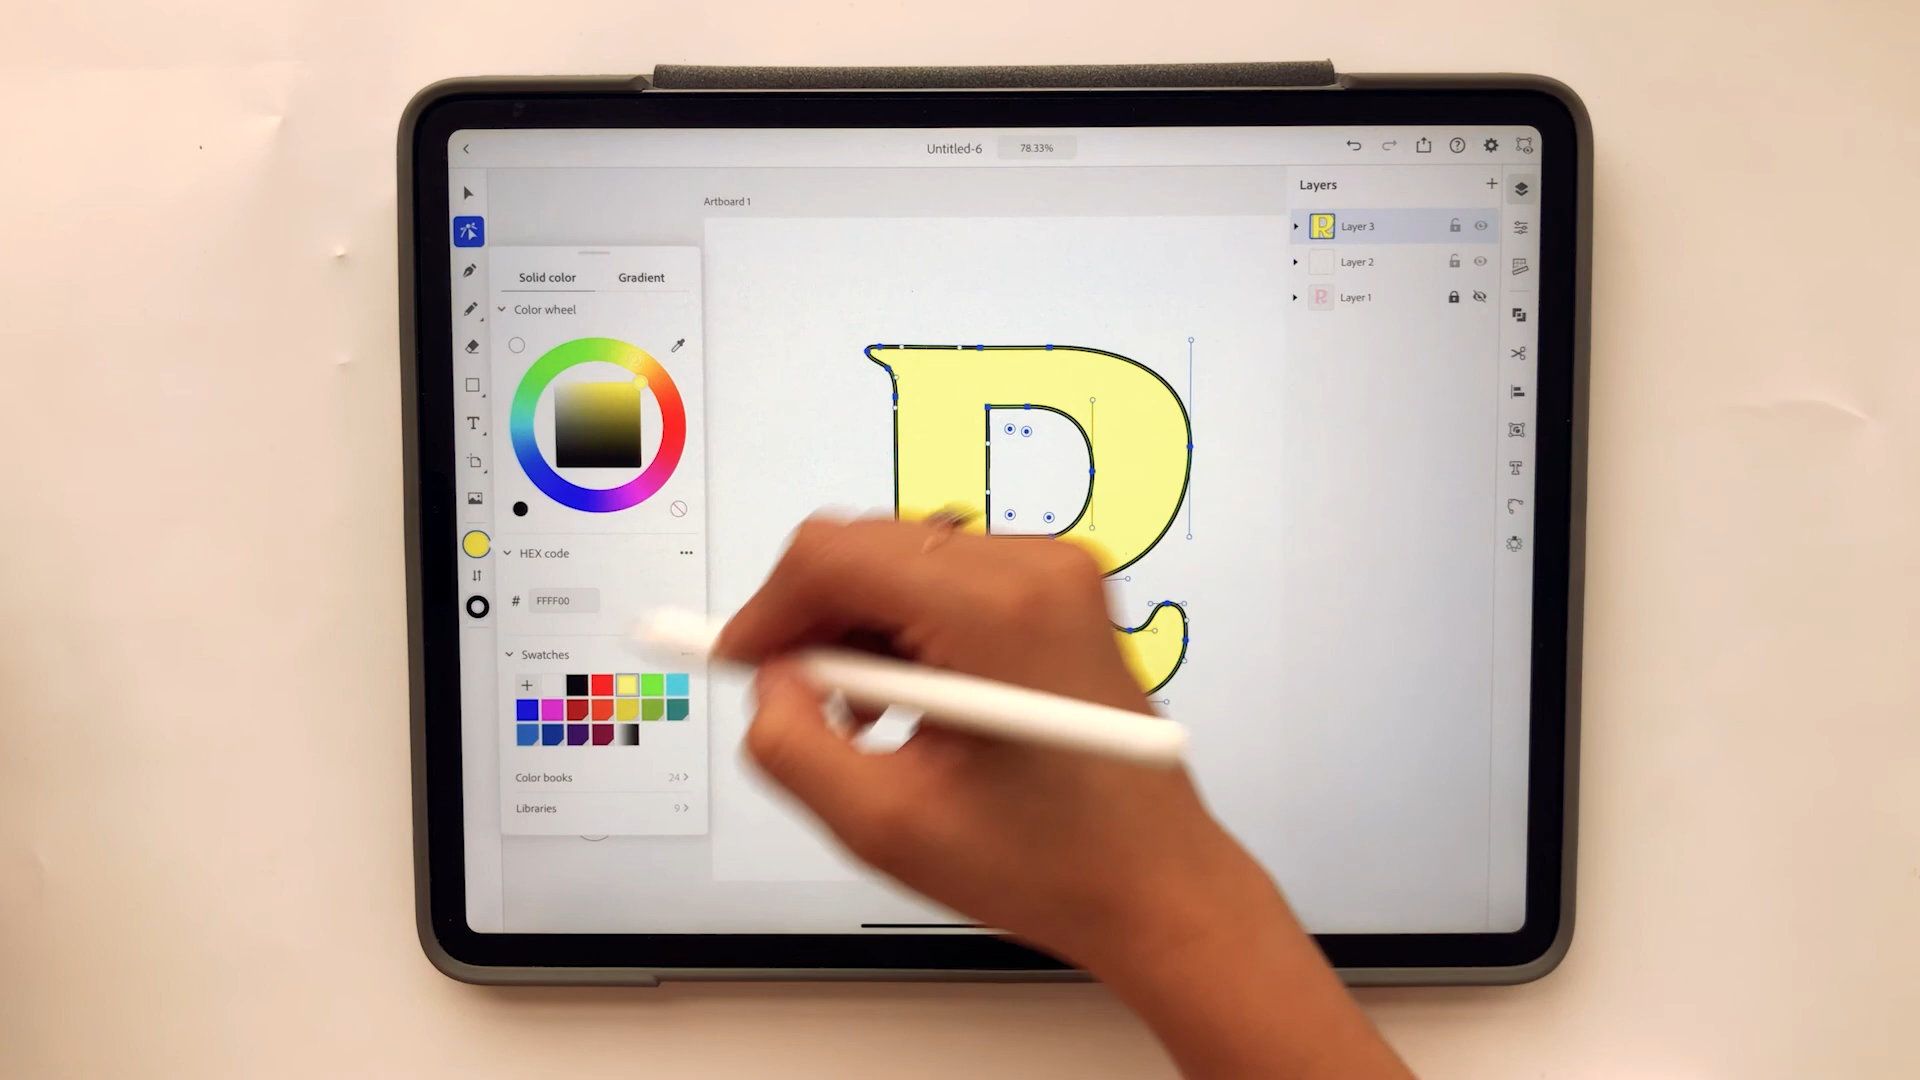 Untitled-6 78.33%
Artboard 1
Layers
Layer 3
Layer 2
Layer 1
Solid color Gradient
Color wheel
HEX code
# FFFF00
Swatches
Color books 24
Libraries 9
R
T